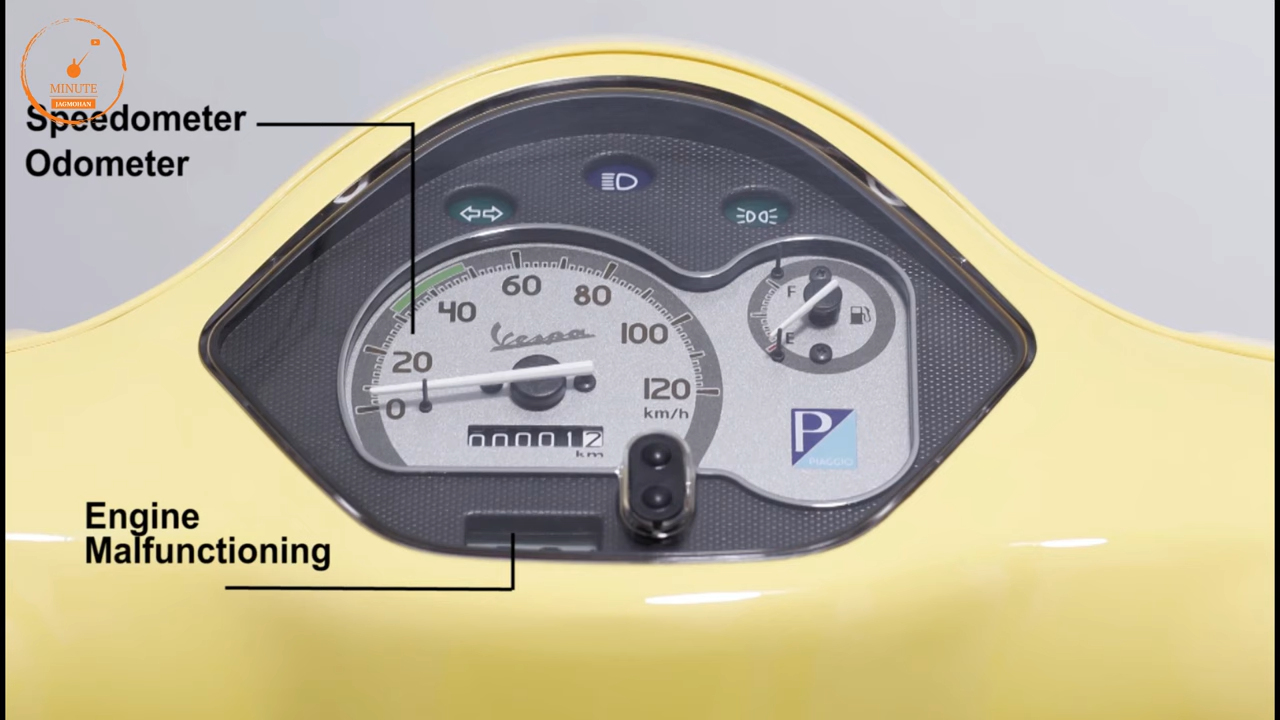 MINUTE
JAGMOHAN
Speedometer
Odometer
20
40
60
80
100
120
0
km/h
Vespa
F
E
000012
km
P
PIAGGIO
Engine
Malfunctioning